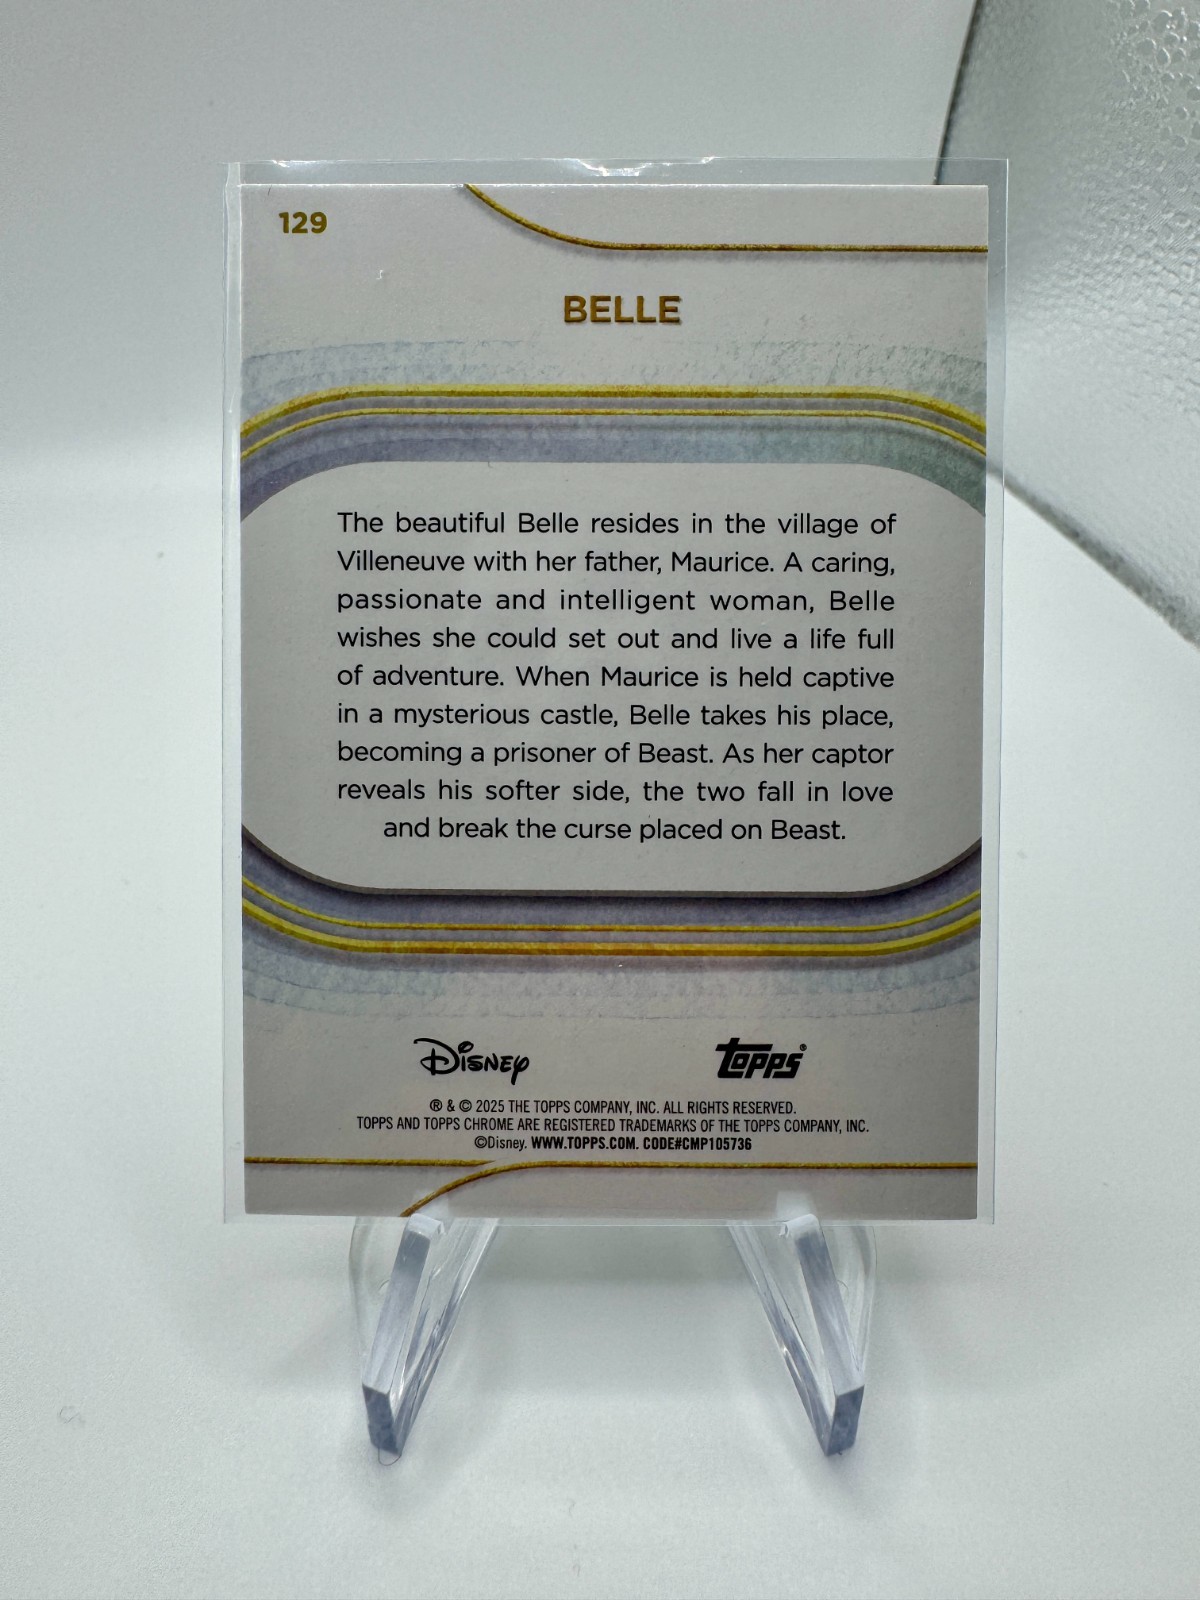 129
BELLE
The beautiful Belle resides in the village of
Villeneuve with her father, Maurice. A caring,
passionate and intelligent woman, Belle
wishes she could set out and live a life full
of adventure. When Maurice is held captive
in a mysterious castle, Belle takes his place,
becoming a prisoner of Beast. As her captor
reveals his softer side, the two fall in love
and break the curse placed on Beast.
Disney topps®
® & © 2025 THE TOPPS COMPANY, INC. ALL RIGHTS RESERVED.
TOPPS AND TOPPS CHROME ARE REGISTERED TRADEMARKS OF THE TOPPS COMPANY, INC.
©Disney. WWW.TOPPS.COM. CODE#CMP105736